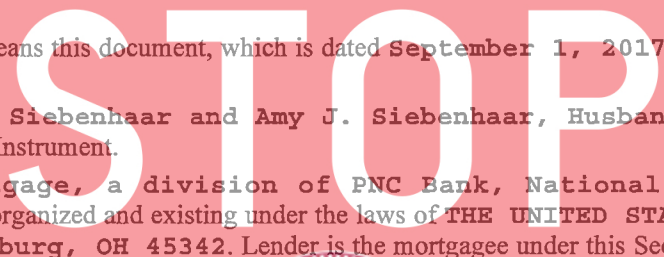 STOP
eans this document, which is dated September 1, 2017
Siebenhaar and Amy J. Siebenhaar, Husban
Instrument.
gage, a division of PNC Bank, National
organized and existing under the laws of THE UNITED STA
burg, OH 45342. Lender is the mortgagee under this Sec